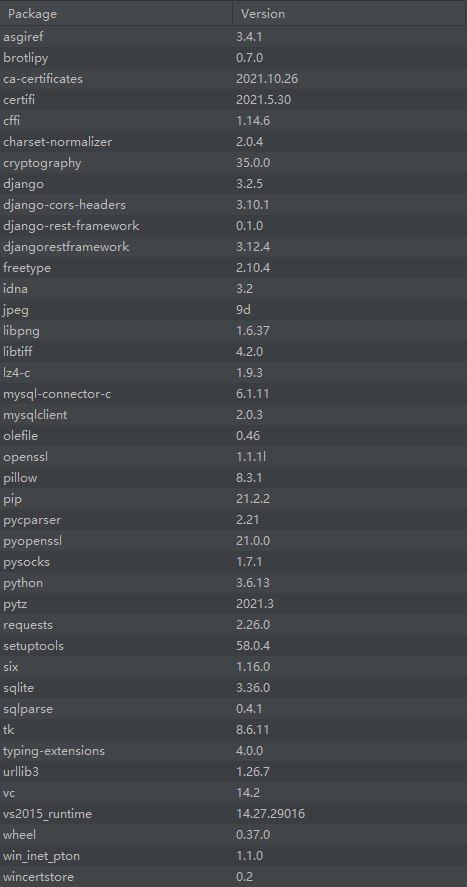 Package Version
asgiref 3.4.1
brotlipy 0.7.0
ca-certificates 2021.10.26
certifi 2021.5.30
cffi 1.14.6
charset-normalizer 2.0.4
cryptography 35.0.0
django 3.2.5
django-cors-headers 3.10.1
django-rest-framework 0.1.0
djangorestframework 3.12.4
freetype 2.10.4
idna 3.2
jpeg 9d
libpng 1.6.37
libtiff 4.2.0
lz4-c 1.9.3
mysql-connector-c 6.1.11
mysqlclient 2.0.3
olefile 0.46
openssl 1.1.1l
pillow 8.3.1
pip 21.2.2
pycparser 2.21
pyopenssl 21.0.0
pysocks 1.7.1
python 3.6.13
pytz 2021.3
requests 2.26.0
setuptools 58.0.4
six 1.16.0
sqlite 3.36.0
sqlparse 0.4.1
tk 8.6.11
typing-extensions 4.0.0
urllib3 1.26.7
vc 14.2
vs2015_runtime 14.27.29016
wheel 0.37.0
win_inet_pton 1.1.0
wincertstore 0.2